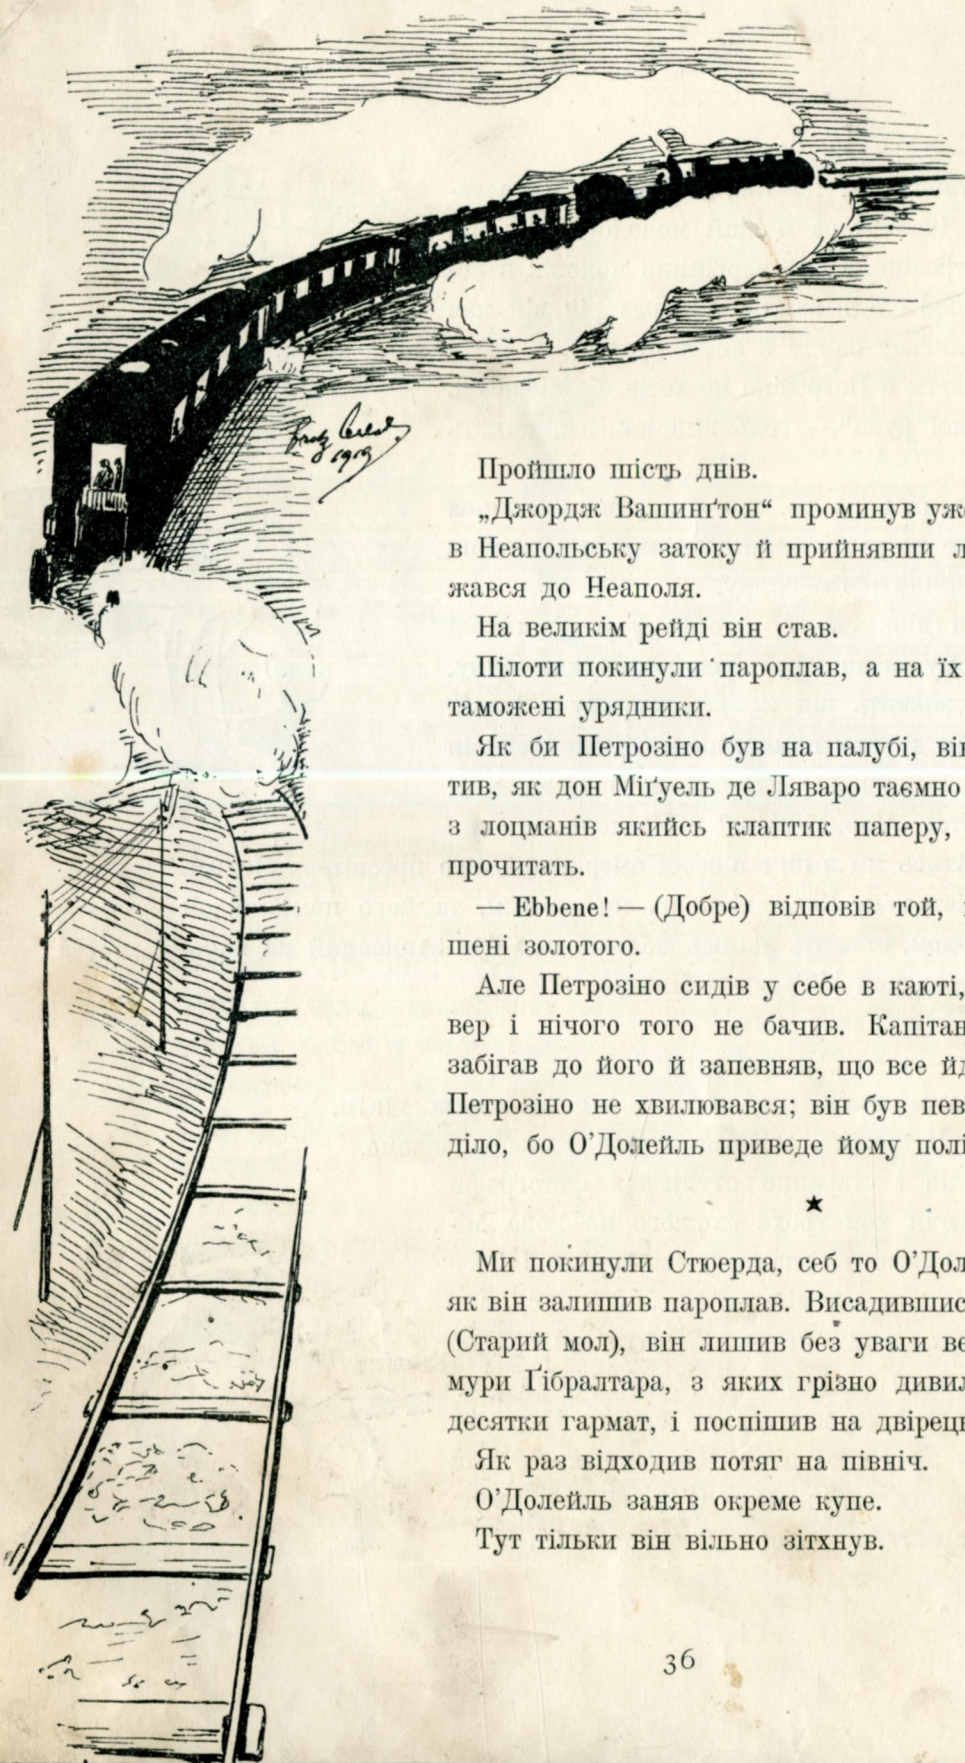 1919
Пройшло шість днів.
„Джордж Вашинґтон“ проминув уже
в Неапольську затоку й прийнявши л
жався до Неаполя.
На великім рейді він став.
Пілоти покинули пароплав, а на їх
таможені урядники.
Як би Петрозіно був на палубі, він
тив, як дон Міґуель де Ляваро таємно
з лоцманів якийсь клаптик паперу,
прочитать.
— Ebbene! — (Добре) відповів той,
шені золотого.
Але Петрозіно сидів у себе в каюті,
вер і нічого того не бачив. Капітан
забігав до його й запевняв, що все йд
Петрозіно не хвилювався; він був пев
діло, бо О’Долейль приведе йому полі
★
Ми покинули Стюерда, себ то О’Дол
як він залишив пароплав. Висадившис
(Старий мол), він лишив без уваги ве
мури Ґібралтара, з яких грізно дивил
десятки гармат, і поспішив на двірець
Як раз відходив потяг на північ.
О’Долейль заняв окреме купе.
Тут тільки він вільно зітхнув.
36